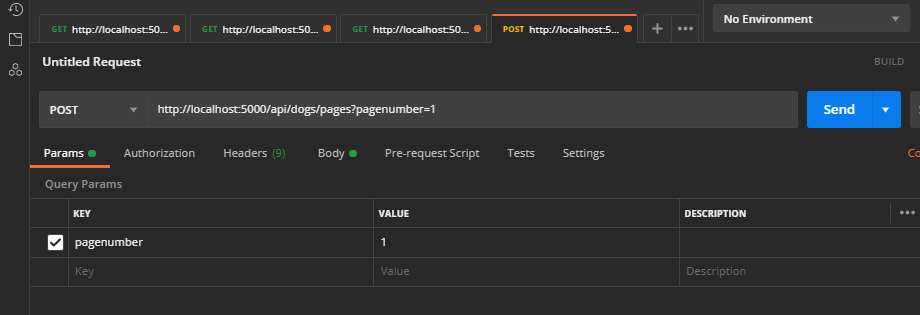 GET http://localhost:50... GET http://localhost:50... GET http://localhost:50... POST http://localhost:5... + ••• No Environment
Untitled Request BUILD
POST http://localhost:5000/api/dogs/pages?pagenumber=1 Send
Params Authorization Headers (9) Body Pre-request Script Tests Settings Co
Query Params
KEY VALUE DESCRIPTION •••
pagenumber 1
Key Value Description